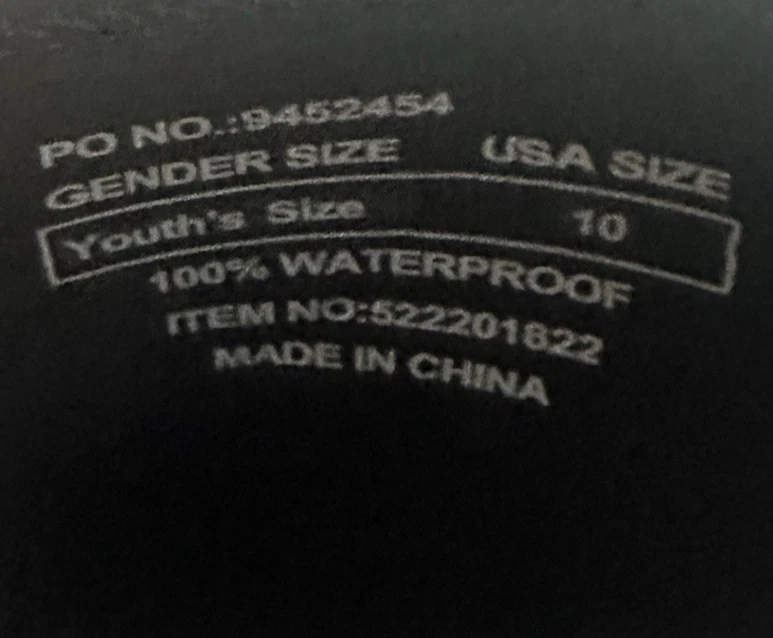 PO NO.:9452454
GENDER SIZE USA SIZE
Youth's Size 10
100% WATERPROOF
ITEM NO:522201822
MADE IN CHINA